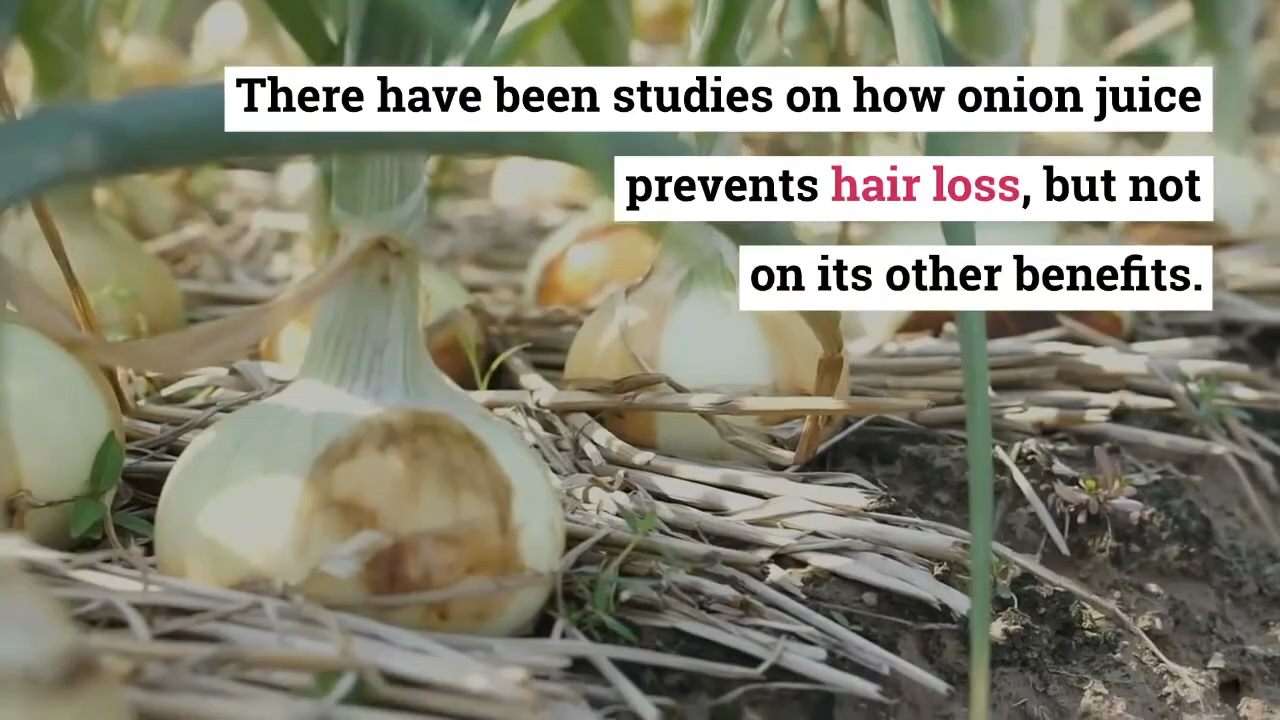 There have been studies on how onion juice
prevents hair loss, but not
on its other benefits.